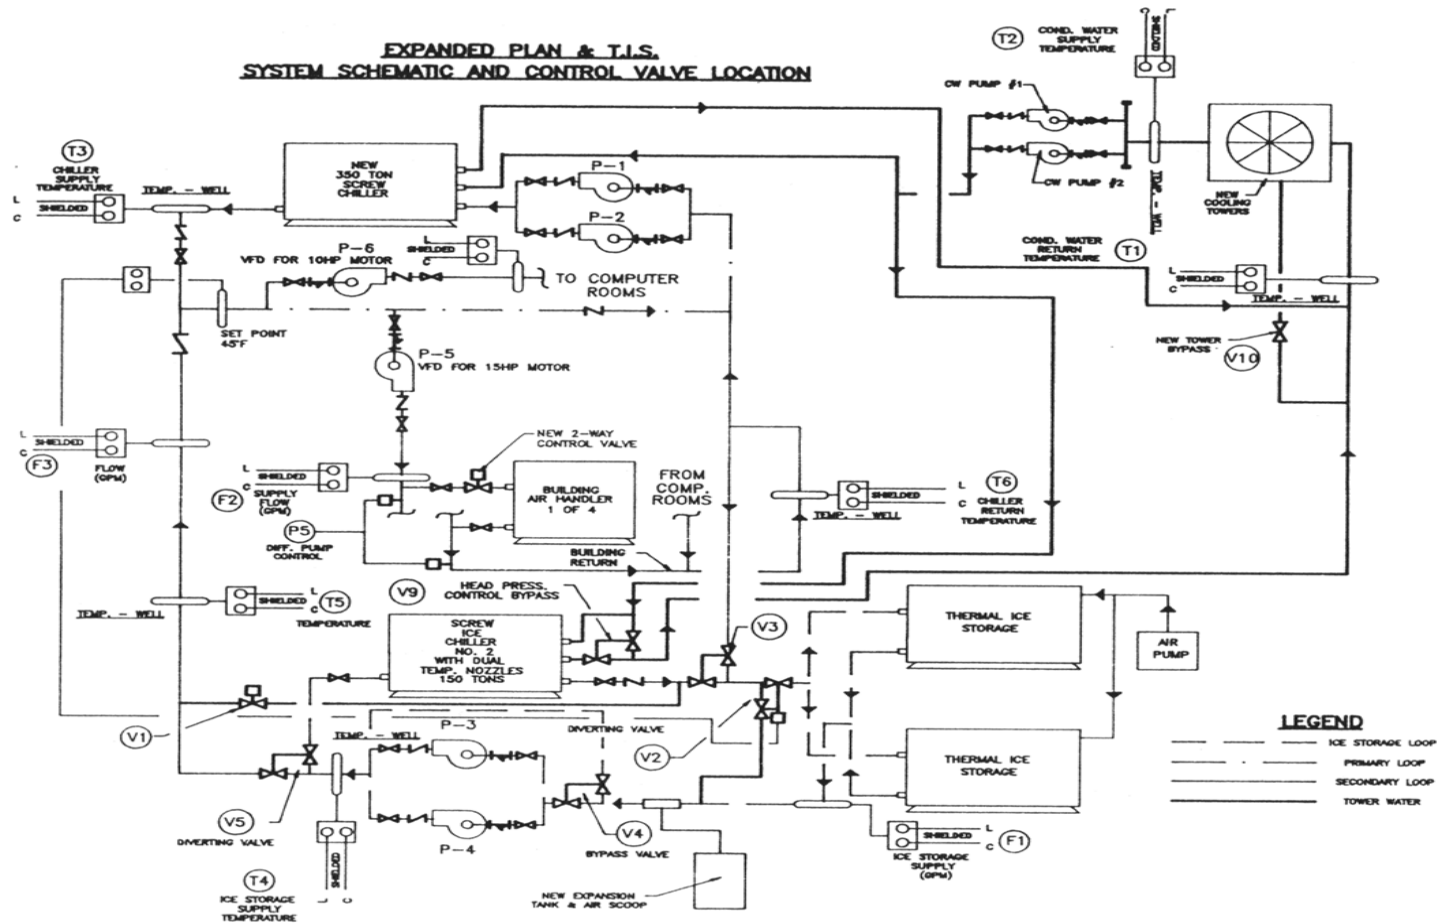 EXPANDED PLAN & T.I.S.
SYSTEM SCHEMATIC AND CONTROL VALVE LOCATION
T2
COND. WATER
SUPPLY
TEMPERATURE
SHIELDED
CW PUMP #1
CW PUMP #2
TEMP. - WELL
NEW
COOLING
TOWERS
T3
CHILLER
SUPPLY
TEMPERATURE
L
SHIELDED
C
TEMP. - WELL
NEW
350 TON
SCREW
CHILLER
P-1
P-2
P-6
VFD FOR 10HP MOTOR
L
SHIELDED
C
TO COMPUTER
ROOMS
COND. WATER
RETURN
TEMPERATURE
T1
L
SHIELDED
C
TEMP. - WELL
NEW TOWER
BYPASS
V10
SET POINT
45°F
P-5
VFD FOR 15HP MOTOR
L
SHIELDED
C
F3
FLOW
(GPM)
NEW 2-WAY
CONTROL VALVE
L
SHIELDED
C
F2
SUPPLY
FLOW
(GPM)
BUILDING
AIR HANDLER
1 OF 4
FROM
COMP.
ROOMS
L
SHIELDED
C
T6
CHILLER
RETURN
TEMPERATURE
TEMP. - WELL
P5
DIFF. PUMP
CONTROL
BUILDING
RETURN
V9
HEAD PRESS.
CONTROL BYPASS
L
SHIELDED
C
T5
TEMPERATURE
TEMP. - WELL
SCREW
ICE
CHILLER
NO. 2
WITH DUAL
TEMP. NOZZLES
150 TONS
V3
THERMAL ICE
STORAGE
AIR
PUMP
V1
TEMP. - WELL
P-3
DIVERTING VALVE
V2
THERMAL ICE
STORAGE
LEGEND
ICE STORAGE LOOP
PRIMARY LOOP
SECONDARY LOOP
TOWER WATER
V5
DIVERTING VALVE
P-4
V4
BYPASS VALVE
L
SHIELDED
C
F1
ICE STORAGE
SUPPLY
(GPM)
SHIELDED
L C
T4
ICE STORAGE
SUPPLY
TEMPERATURE
NEW EXPANSION
TANK & AIR SCOOP